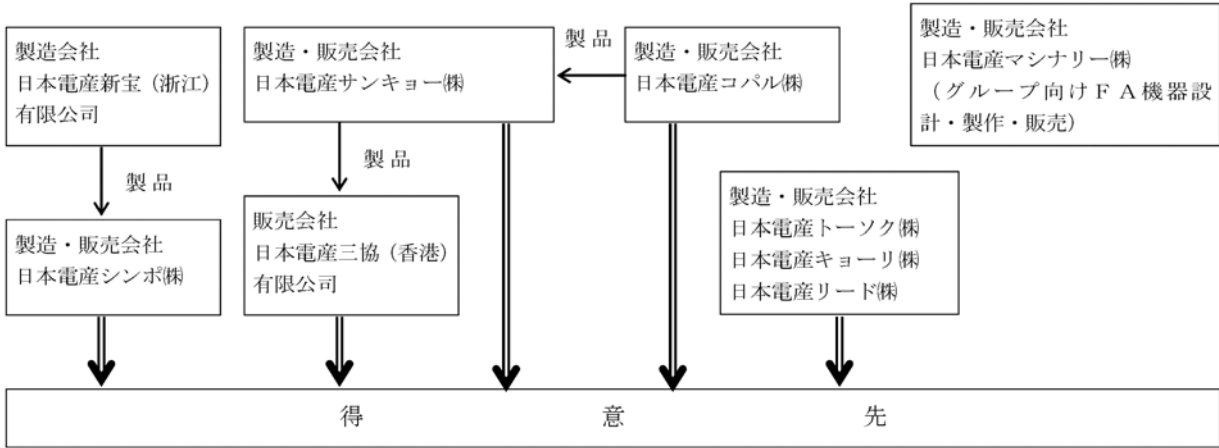 製造会社
日本電産新宝（浙江）
有限公司
製品
製造・販売会社
日本電産シンポ㈱
製造・販売会社
日本電産サンキョー㈱
製品
販売会社
日本電産三協（香港）
有限公司
製品
製造・販売会社
日本電産コパル㈱
製造・販売会社
日本電産マシナリー㈱
（グループ向けＦＡ機器設
計・製作・販売）
製造・販売会社
日本電産トーソク㈱
日本電産キョーリ㈱
日本電産リード㈱
得意先